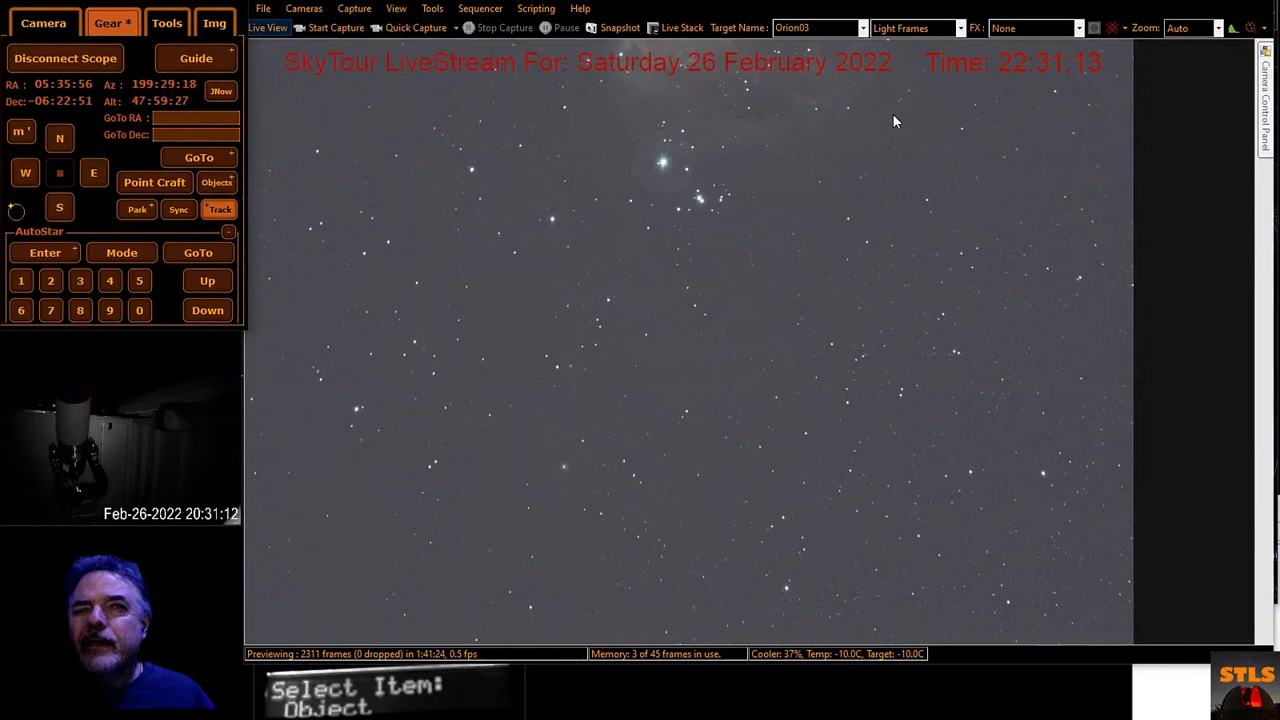 Camera Gear * Tools Img
Disconnect Scope Guide +
RA : 05:35:56 Az : 199:29:18
Dec:-06:22:51 Alt: 47:59:27
JNow
m ' N GoTo RA :
GoTo Dec:
W E GoTo +
Point Craft Objects+
S Park + Sync *Track
AutoStar -
Enter + Mode GoTo
1 2 3 4 5 Up
6 7 8 9 0 Down
File Cameras Capture View Tools Sequencer Scripting Help
Live View Start Capture Quick Capture Stop Capture Pause Snapshot Live Stack Target Name : Orion03 Light Frames FX : None Zoom: Auto
SkyTour LiveStream For: Saturday 26 February 2022 Time: 22:31:13
Camera Control Panel
Feb-26-2022 20:31:12
Previewing : 2311 frames (0 dropped) in 1:41:24, 0.5 fps Memory: 3 of 45 frames in use. Cooler: 37%, Temp: -10.0C, Target: -10.0C
Select Item:
Object
STLS